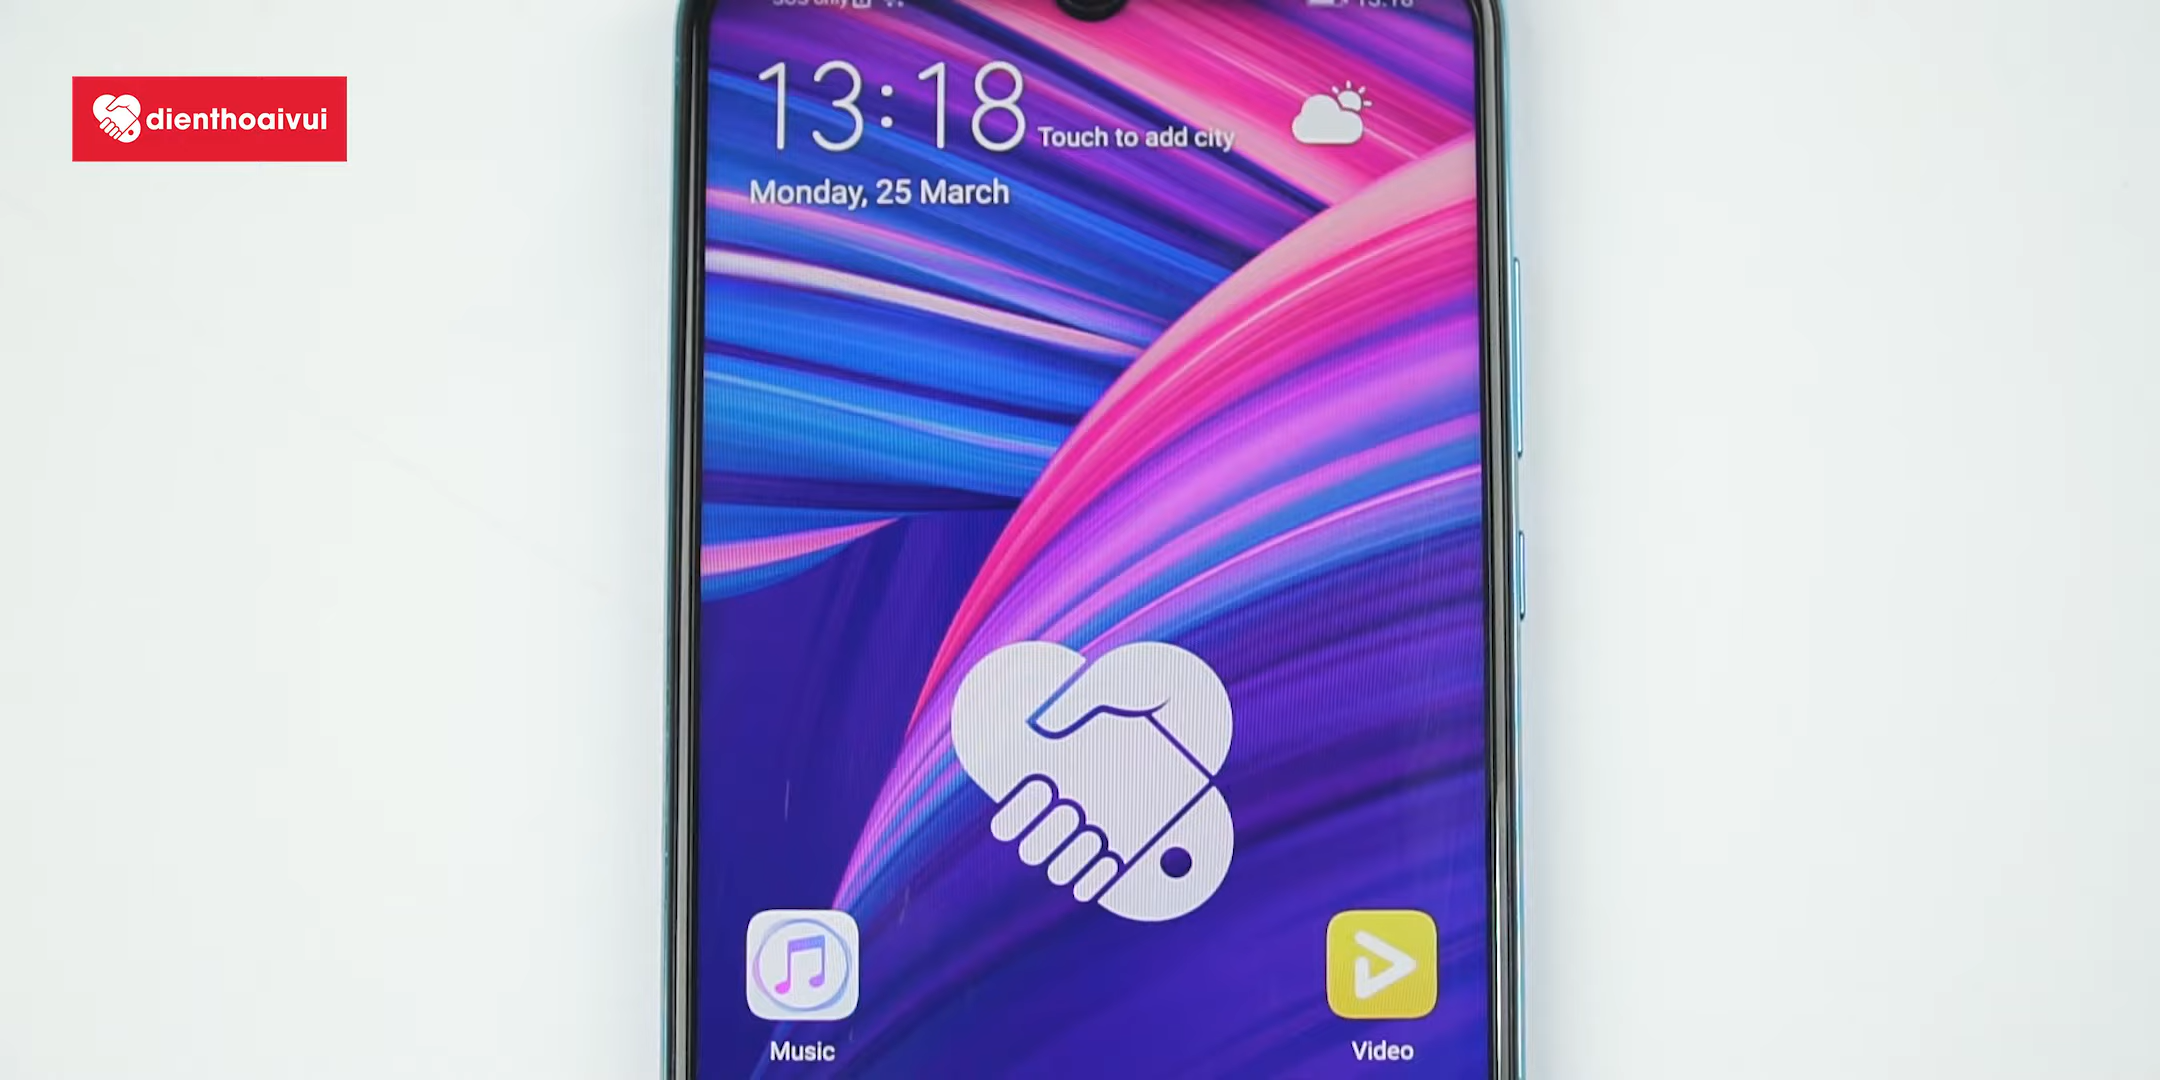 dienthoaivui
13:18
Touch to add city
Monday, 25 March
Music
Video